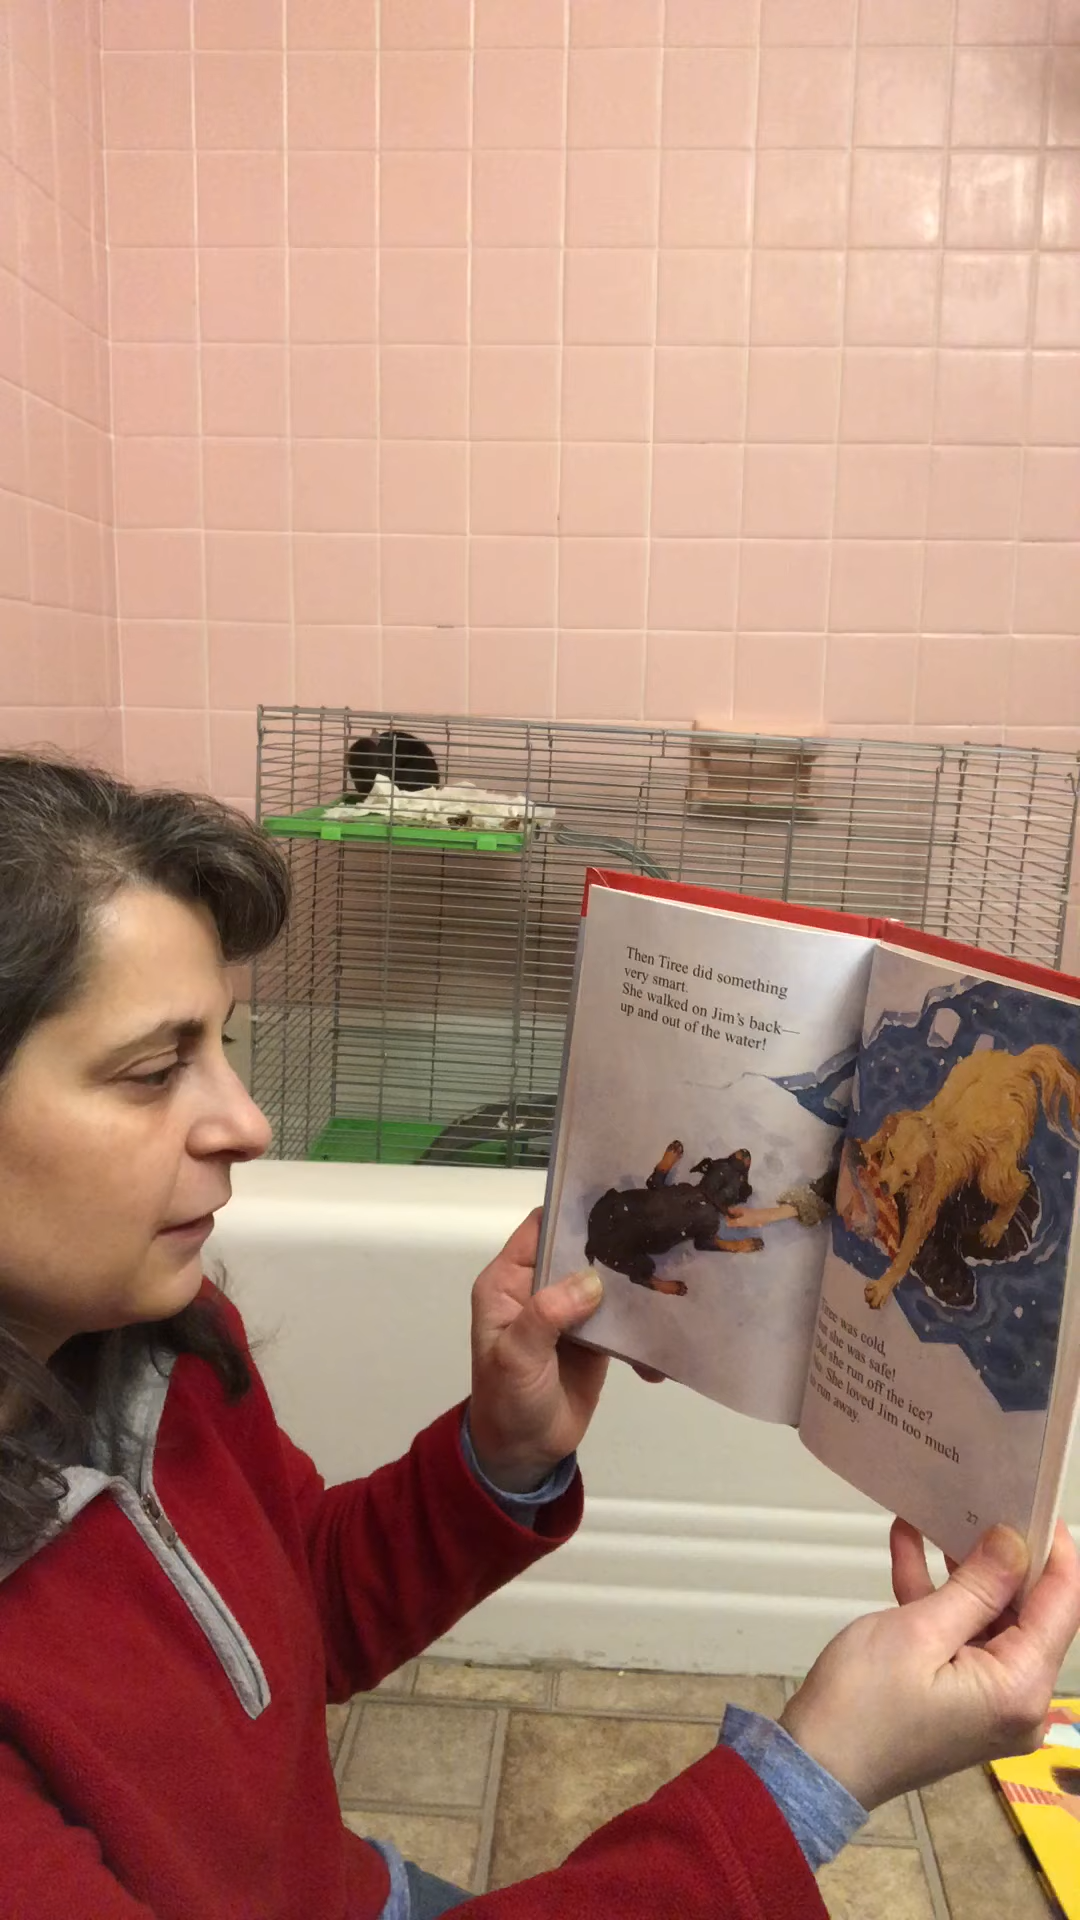 Then Tiree did something
very smart.
She walked on Jim's back—
up and out of the water!
Tiree was cold,
but she was safe!
Did she run off the ice?
No. She loved Jim too much
to run away.
27